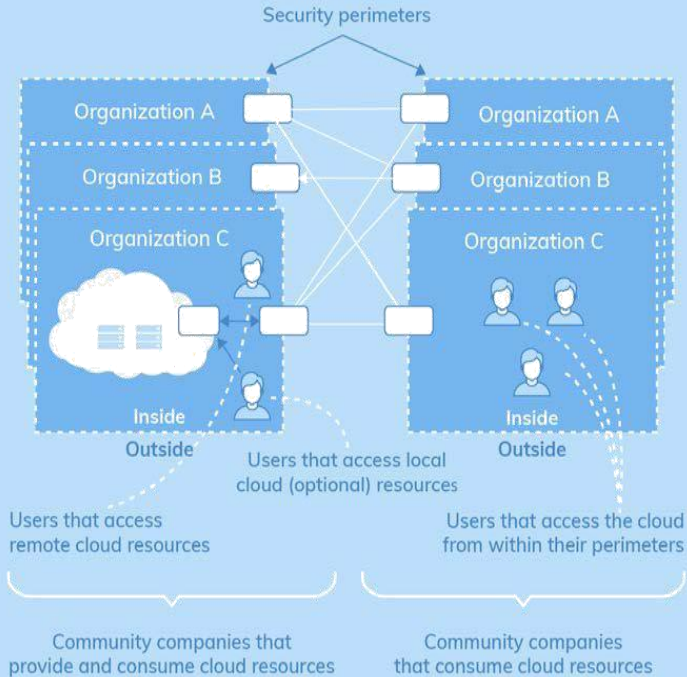 Security perimeters
Organization A
Organization A
Organization B
Organization B
Organization C
Organization C
Inside
Inside
Outside
Outside
Users that access local
cloud (optional) resources
Users that access
remote cloud resources
Users that access the cloud
from within their perimeters
Community companies that
provide and consume cloud resources
Community companies
that consume cloud resources